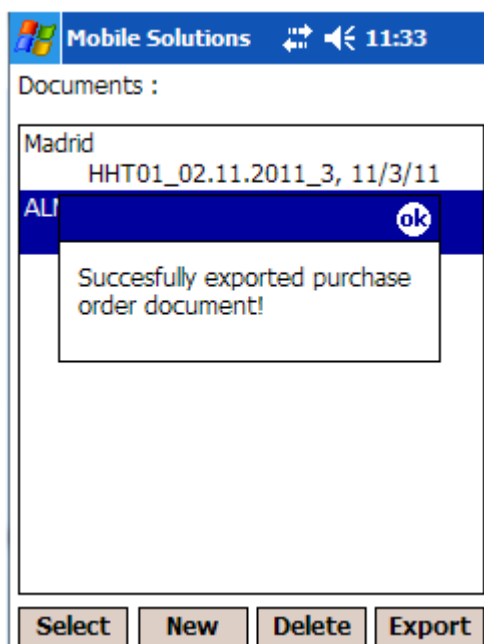 Mobile Solutions 11:33
Documents :
Madrid
HHT01_02.11.2011_3, 11/3/11
ok
Succesfully exported purchase
order document!
Select New Delete Export